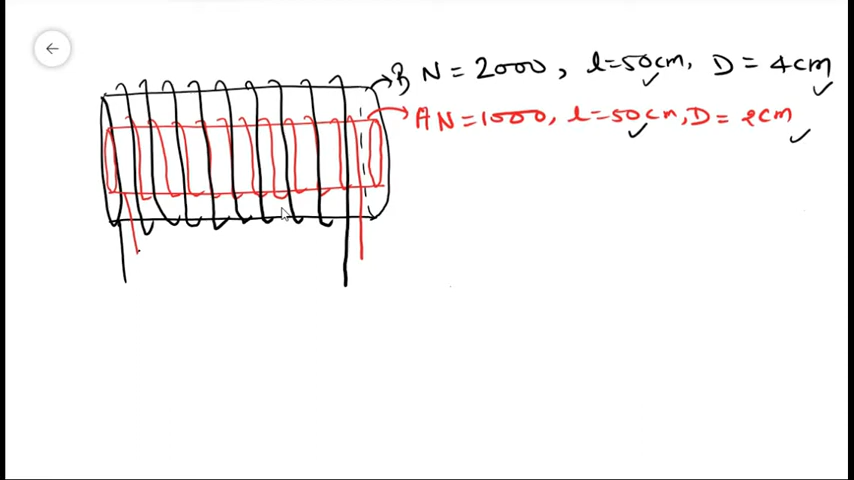 B N = 2000, l=50cm, D = 4cm
A N=1000, l=50cm, D= 2cm